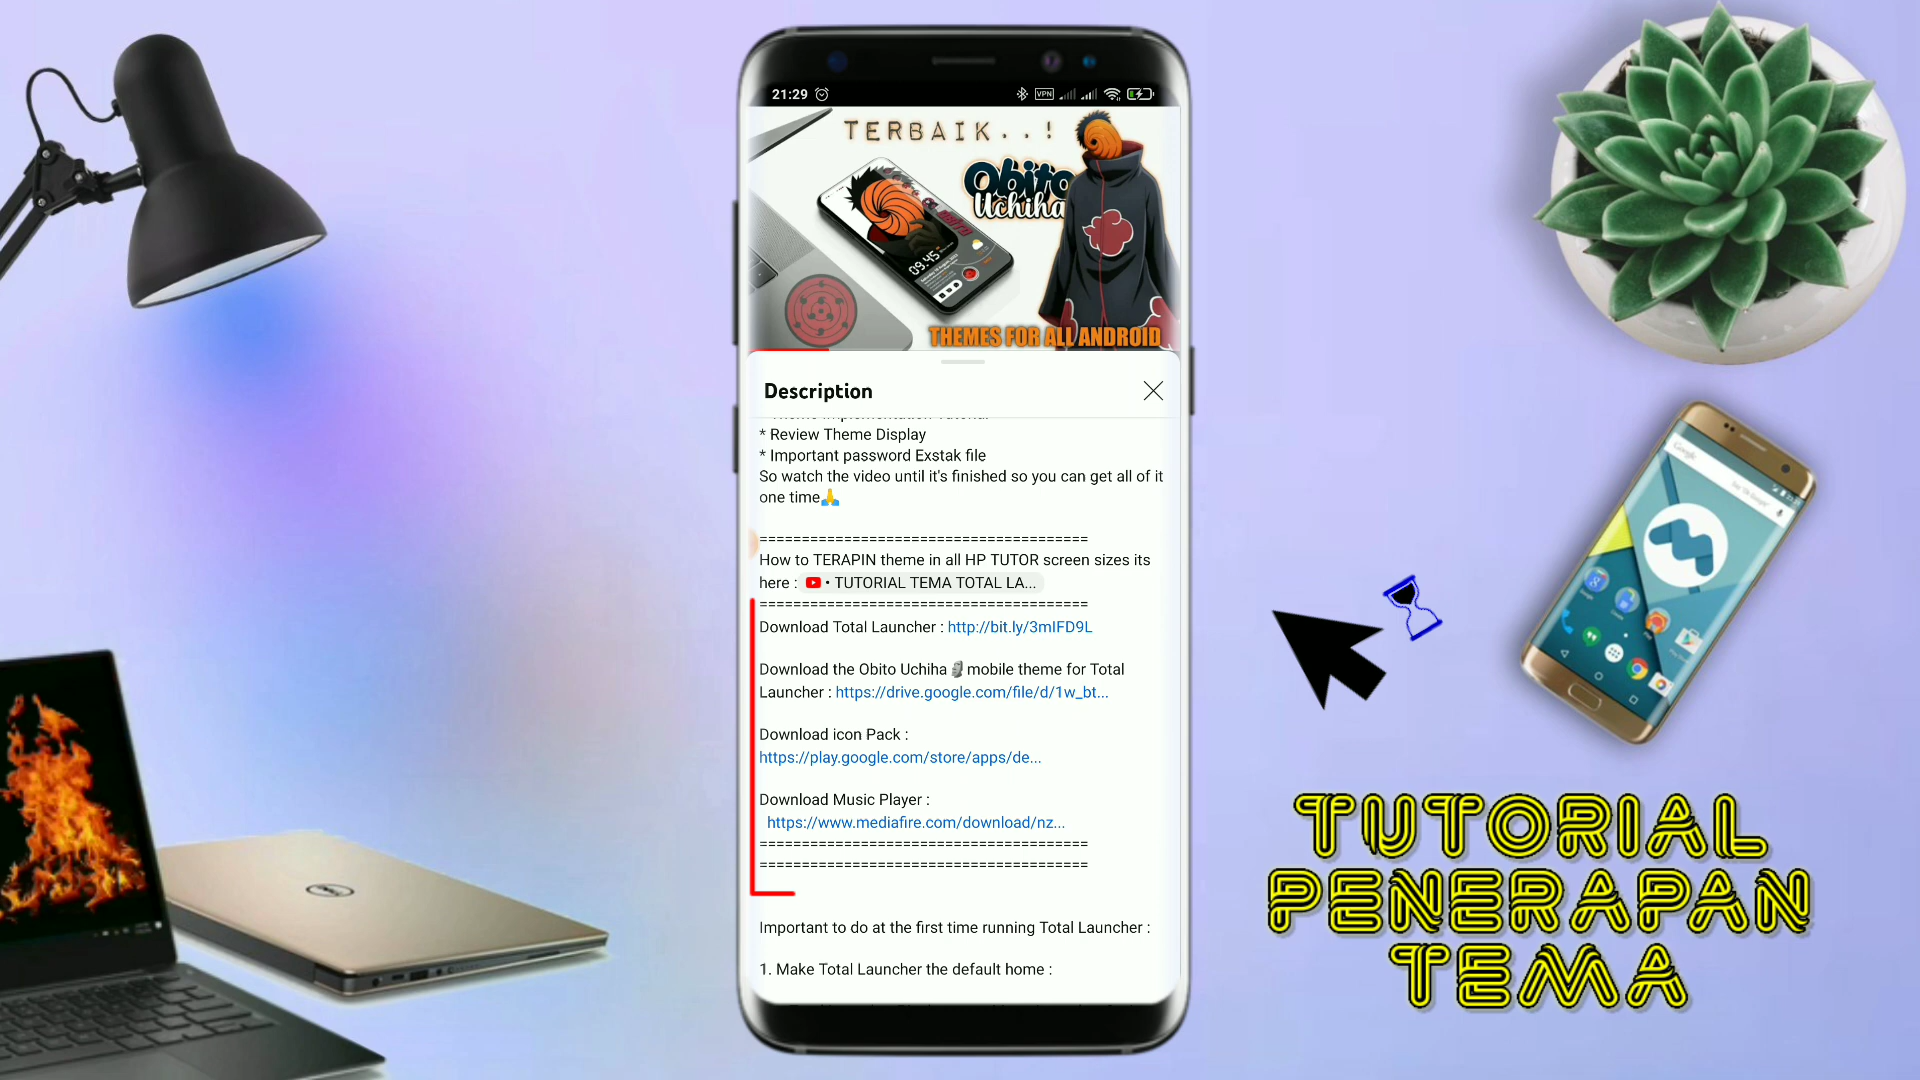 21:29
VPN
TERBAIK..!
Obito
Uchiha
09.45
THEMES FOR ALL ANDROID
Description
* Review Theme Display
* Important password Exstak file
So watch the video until it's finished so you can get all of it
one time🙏
=======================================
How to TERAPIN theme in all HP TUTOR screen sizes its
here : • TUTORIAL TEMA TOTAL LA...
=======================================
Download Total Launcher : http://bit.ly/3mIFD9L
Download the Obito Uchiha🗿mobile theme for Total
Launcher : https://drive.google.com/file/d/1w_bt...
Download icon Pack :
https://play.google.com/store/apps/de...
Download Music Player :
https://www.mediafire.com/download/nz...
=======================================
=======================================
Important to do at the first time running Total Launcher :
1. Make Total Launcher the default home :
Google
DELL
TUTORIAL
PENERAPAN
TEMA